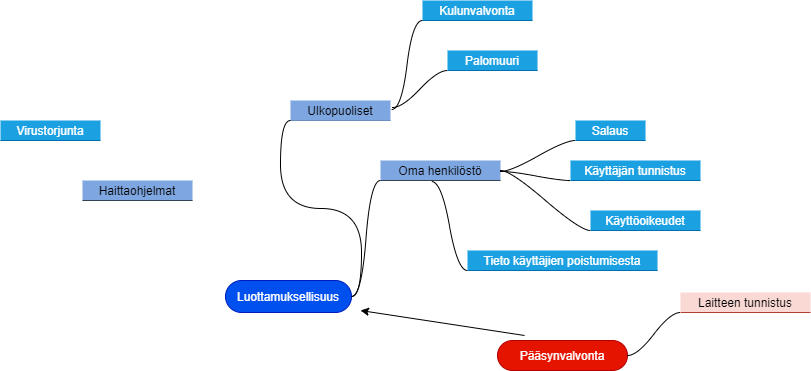 Kulunvalvonta
Palomuuri
Ulkopuoliset
Virustorjunta
Salaus
Oma henkilöstö
Käyttäjän tunnistus
Haittaohjelmat
Käyttöoikeudet
Tieto käyttäjien poistumisesta
Luottamuksellisuus
Laitteen tunnistus
Pääsynvalvonta